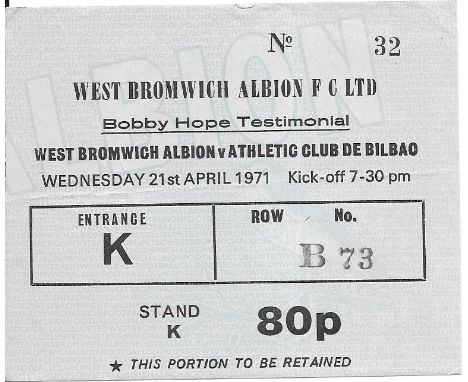 Nº 32
WEST BROMWICH ALBION F C LTD
Bobby Hope Testimonial
WEST BROMWICH ALBION v ATHLETIC CLUB DE BILBAO
WEDNESDAY 21st APRIL 1971 Kick-off 7-30 pm
ENTRANCE ROW No.
K B 73
STAND
K 80p
★ THIS PORTION TO BE RETAINED